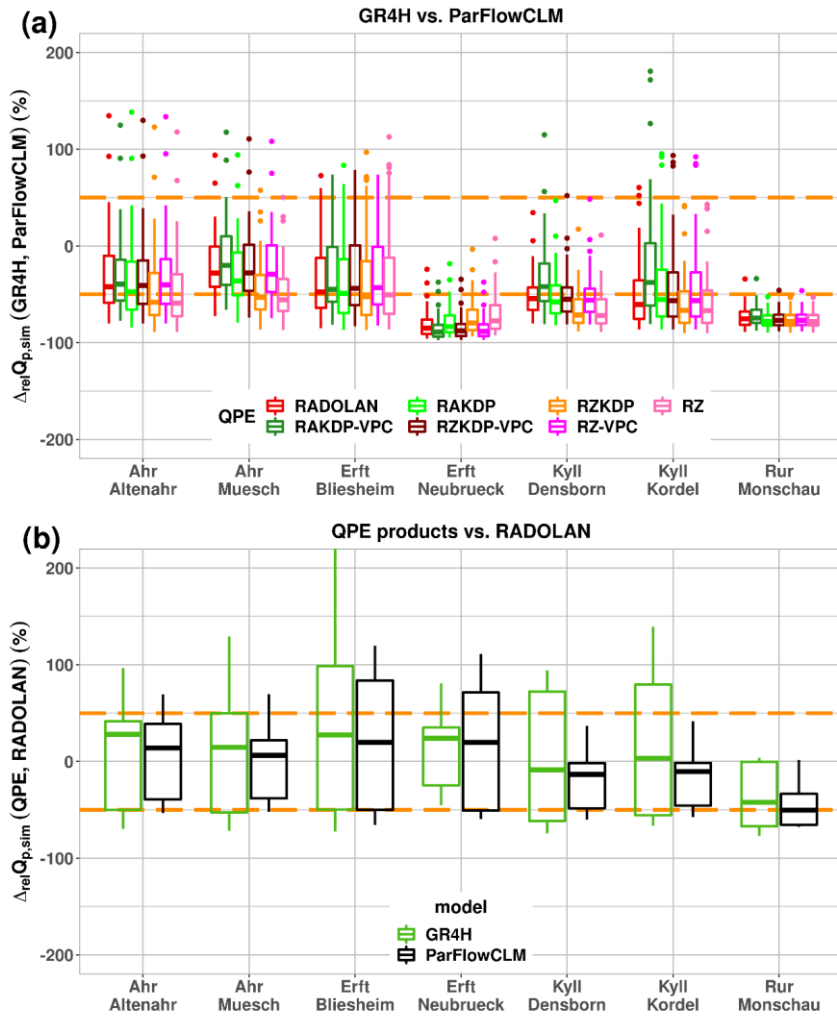 (a)
GR4H vs. ParFlowCLM
ΔrelQp,sim (GR4H, ParFlowCLM) (%)
200
100
0
-100
-200
QPE
RADOLAN RAKDP RZKDP RZ
RAKDP-VPC RZKDP-VPC RZ-VPC
Ahr Ahr Erft Erft Kyll Kyll Rur
Altenahr Muesch Bliesheim Neubrueck Densborn Kordel Monschau
(b)
QPE products vs. RADOLAN
ΔrelQp,sim (QPE, RADOLAN) (%)
200
100
0
-100
-200
model
GR4H
ParFlowCLM
Ahr Ahr Erft Erft Kyll Kyll Rur
Altenahr Muesch Bliesheim Neubrueck Densborn Kordel Monschau